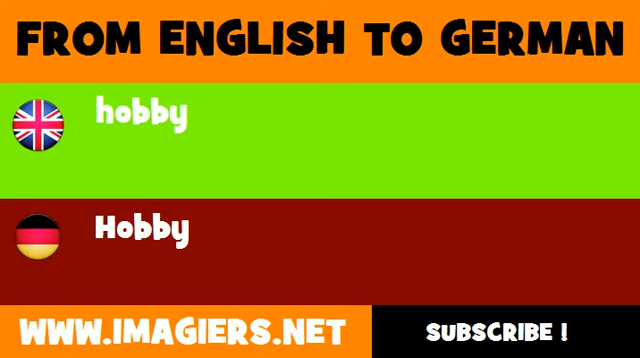 FROM ENGLISH TO GERMAN
hobby
Hobby
WWW.IMAGIERS.NET
SUBSCRIBE !